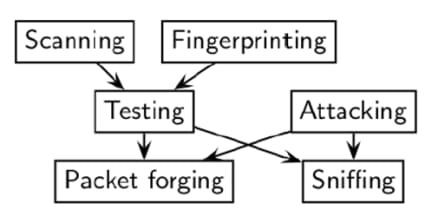 Scanning
Fingerprinting
Testing
Attacking
Packet forging
Sniffing